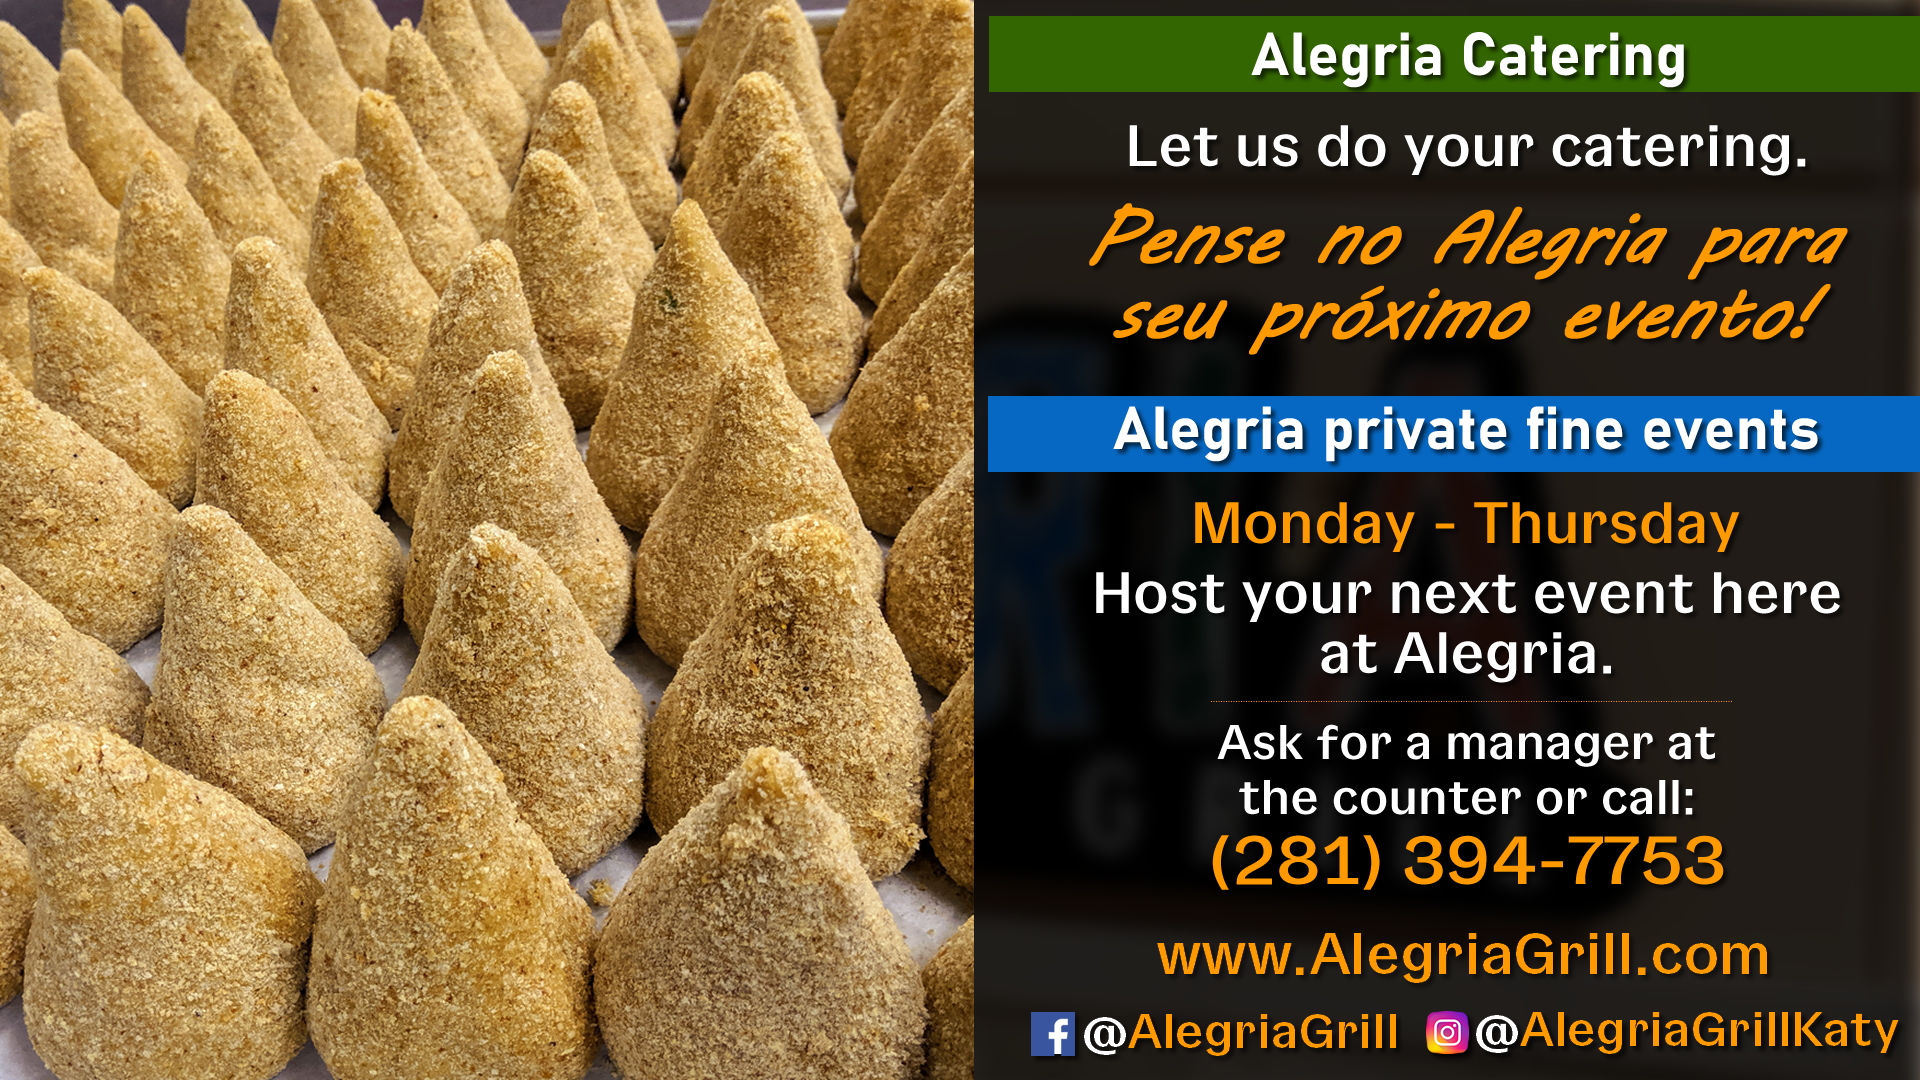 Alegria Catering
Let us do your catering.
Pense no Alegria para
seu próximo evento!
Alegria private fine events
Monday - Thursday
Host your next event here
at Alegria.
Ask for a manager at
the counter or call:
(281) 394-7753
www.AlegriaGrill.com
@AlegriaGrill @AlegriaGrillKaty